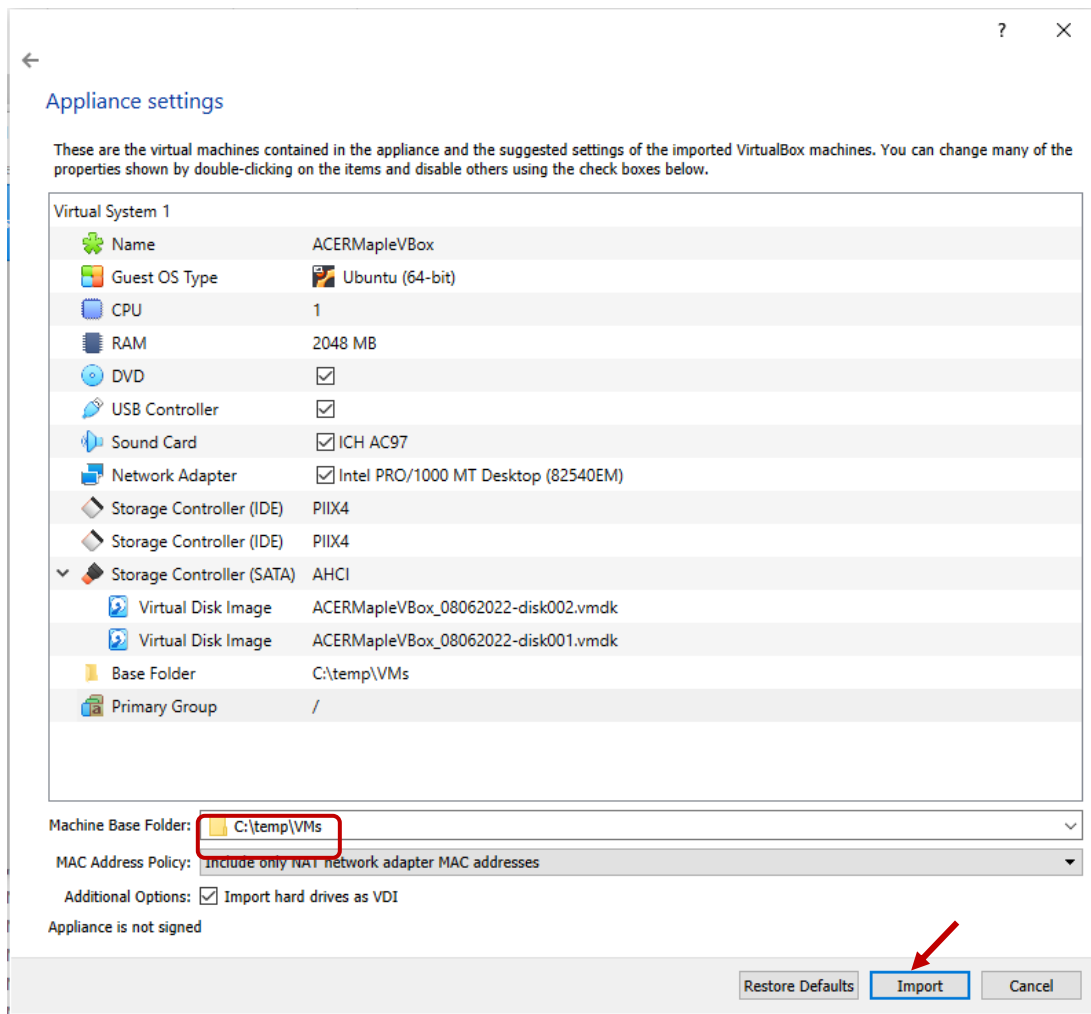 ?
Appliance settings
These are the virtual machines contained in the appliance and the suggested settings of the imported VirtualBox machines. You can change many of the
properties shown by double-clicking on the items and disable others using the check boxes below.
Virtual System 1
Name ACERMapleVBox
Guest OS Type Ubuntu (64-bit)
CPU 1
RAM 2048 MB
DVD
USB Controller
Sound Card ICH AC97
Network Adapter Intel PRO/1000 MT Desktop (82540EM)
Storage Controller (IDE) PIIX4
Storage Controller (IDE) PIIX4
Storage Controller (SATA) AHCI
Virtual Disk Image ACERMapleVBox_08062022-disk002.vmdk
Virtual Disk Image ACERMapleVBox_08062022-disk001.vmdk
Base Folder C:\temp\VMs
Primary Group /
Machine Base Folder: C:\temp\VMs
MAC Address Policy: Include only NAT network adapter MAC addresses
Additional Options: Import hard drives as VDI
Appliance is not signed
Restore Defaults Import Cancel